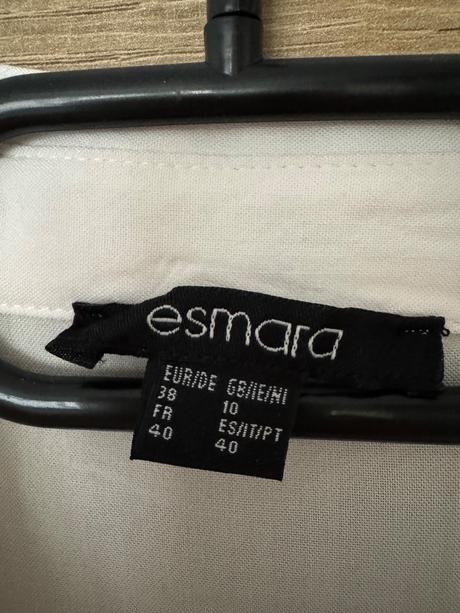 esmara
EUR/DE GB/IE/NI
38 10
FR ES/IT/PT
40 40